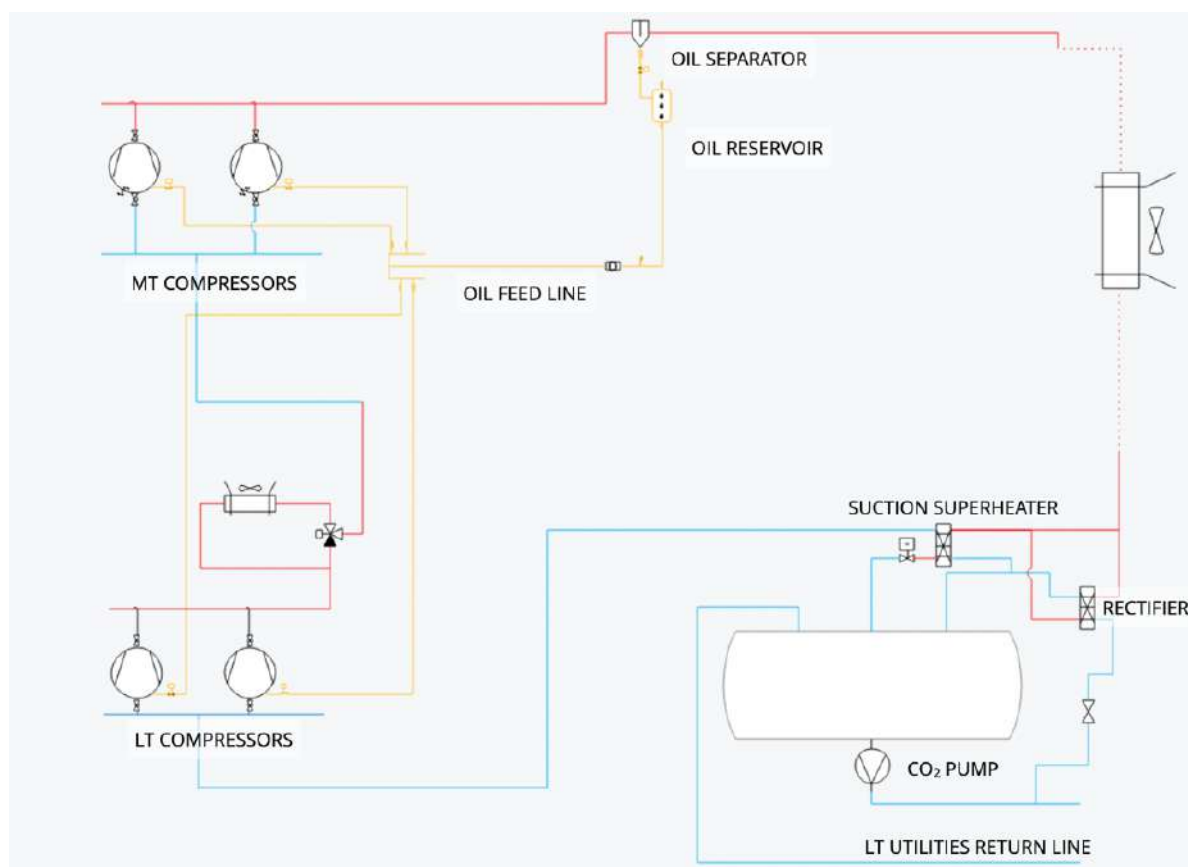 OIL SEPARATOR
OIL RESERVOIR
MT COMPRESSORS
OIL FEED LINE
SUCTION SUPERHEATER
RECTIFIER
LT COMPRESSORS
CO₂ PUMP
LT UTILITIES RETURN LINE